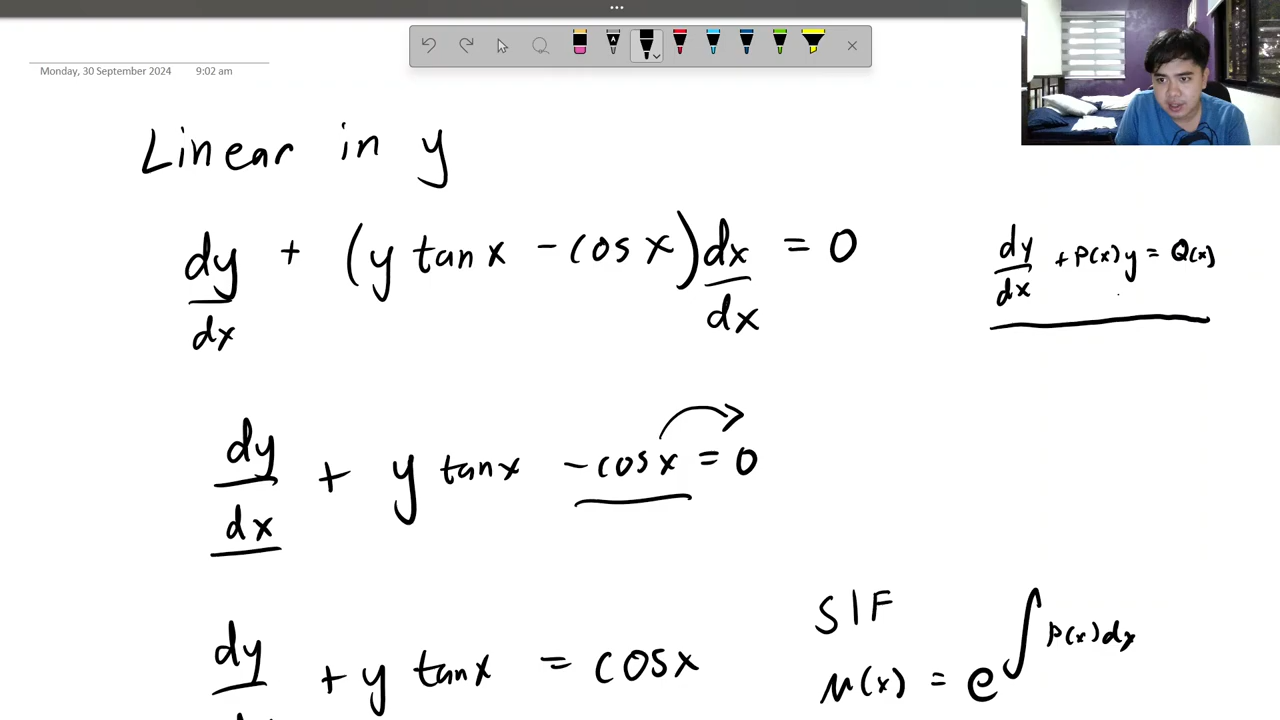 Monday, 30 September 2024 9:02 am
Linear in y
dy/dx + (y tan x - cos x) dx/dx = 0
dy/dx + P(x)y = Q(x)
dy/dx + y tan x - cos x = 0
SIF
dy/dx + y tan x = cos x
μ(x) = e^∫P(x)dx